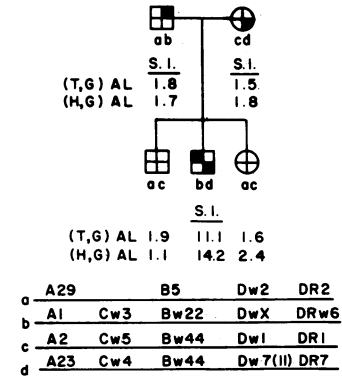 ab cd
S.I. S.I.
(T,G) AL 1.8 1.5
(H,G) AL 1.7 1.8
ac bd ac
S.I.
(T,G) AL 1.9 11.1 1.6
(H,G) AL 1.1 14.2 2.4
a A29 B5 Dw2 DR2
b A1 Cw3 Bw22 DwX DRw6
c A2 Cw5 Bw44 Dw1 DR1
d A23 Cw4 Bw44 Dw7(11) DR7